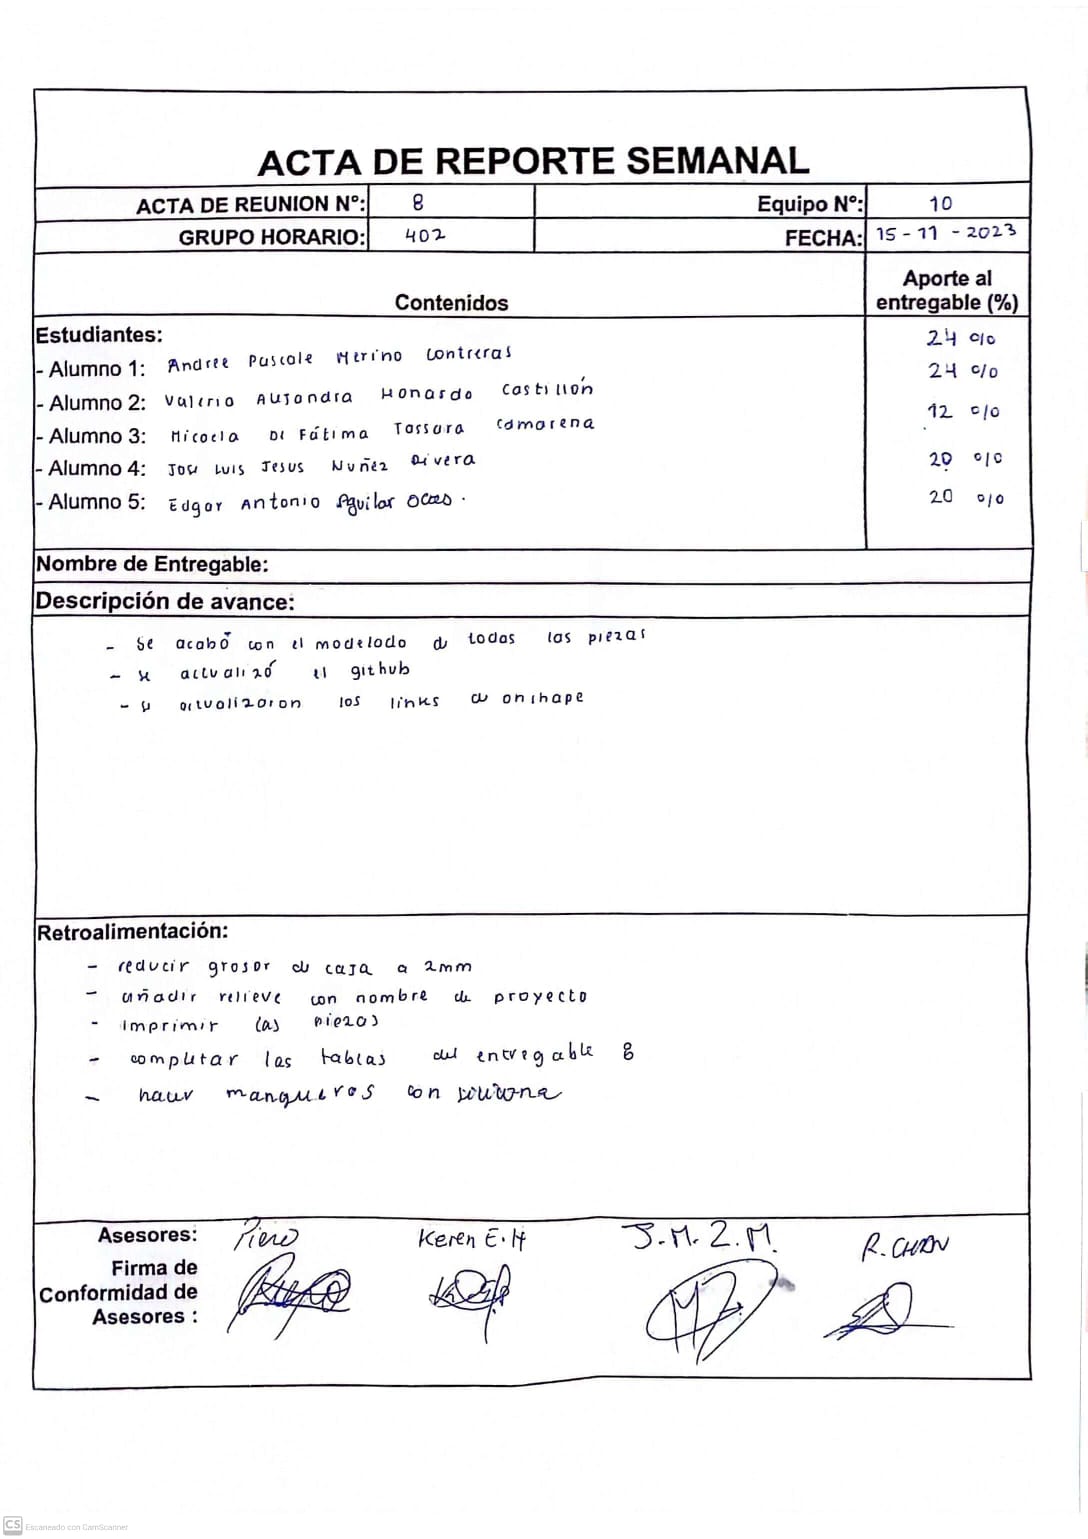 ACTA DE REPORTE SEMANAL
ACTA DE REUNION Nº: 8 Equipo Nº: 10
GRUPO HORARIO: 402 FECHA: 15-11-2023
Contenidos Aporte al entregable (%)
Estudiantes:
- Alumno 1: Andree Pascale Merino Contreras 24 %
- Alumno 2: Valeria Alejandra Monardo Castillón 24 %
- Alumno 3: Micaela De Fátima Tassara Camarena 12 %
- Alumno 4: Jose Luis Jesus Nuñez Rivera 20 %
- Alumno 5: Edgar Antonio Aguilar 20 %
Nombre de Entregable:
Descripción de avance:
- Se acabó con el modelado de todas las piezas
- se actualizó el github
- se actualizaron los links de onshape
Retroalimentación:
- reducir grosor de caja a 2mm
- añadir relieve con nombre de proyecto
- Imprimir las piezas
- completar las tablas del entregable 8
- hacer mangueras con
Asesores: Piero Keren E.H J.M.Z.M. R. CHAN
Firma de
Conformidad de
Asesores :
CS Escaneado con CamScanner